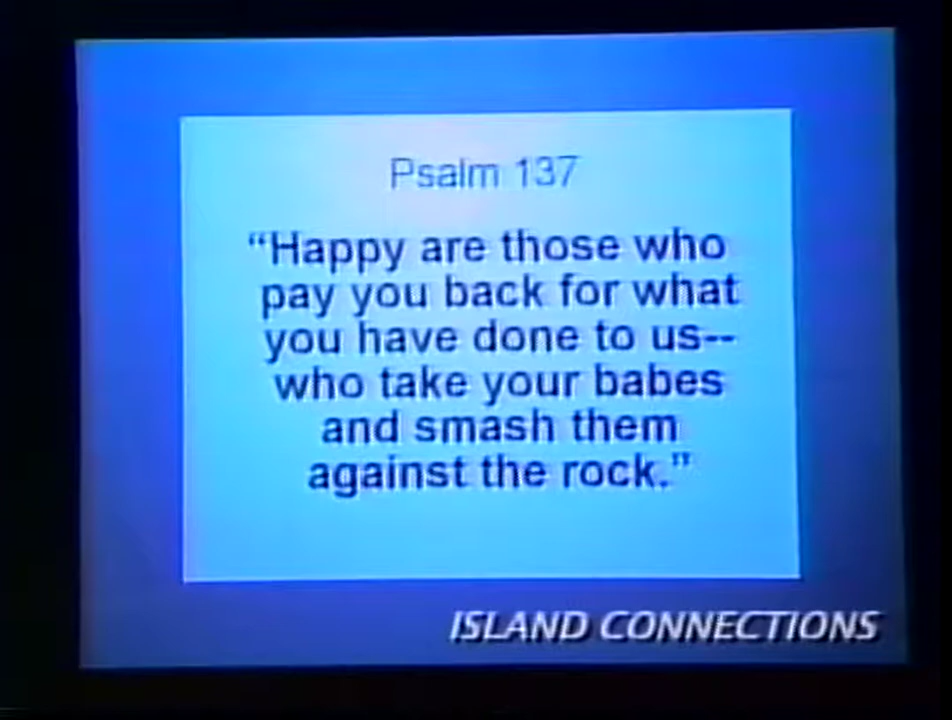 Psalm 137
“Happy are those who
pay you back for what
you have done to us--
who take your babes
and smash them
against the rock.”
ISLAND CONNECTIONS